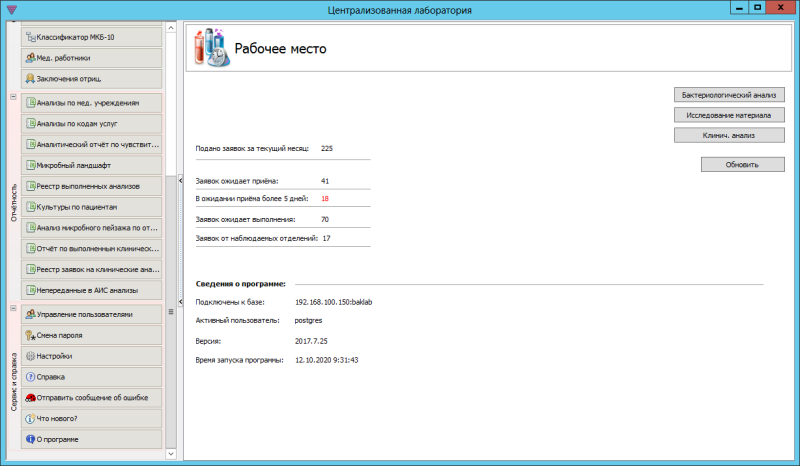 Централизованная лаборатория
Классификатор МКБ-10
Мед. работники
Заключения отриц.
Отчётность
Анализы по мед. учреждениям
Анализы по кодам услуг
Аналитический отчёт по чувствит...
Микробный ландшафт
Реестр выполненных анализов
Культуры по пациентам
Анализ микробного пейзажа по от...
Отчёт по выполненным клиническ...
Реестр заявок на клинические ана...
Непереданные в АИС анализы
Сервис и справка
Управление пользователями
Смена пароля
Настройки
Справка
Отправить сообщение об ошибке
Что нового?
О программе
Рабочее место
Бактериологический анализ
Исследование материала
Клинич. анализ
Обновить
Подано заявок за текущий месяц: 225
Заявок ожидает приёма: 41
В ожидании приёма более 5 дней: 18
Заявок ожидает выполнения: 70
Заявок от наблюдаемых отделений: 17
Сведения о программе:
Подключены к базе: 192.168.100.150:baklab
Активный пользователь: postgres
Версия: 2017.7.25
Время запуска программы: 12.10.2020 9:31:43